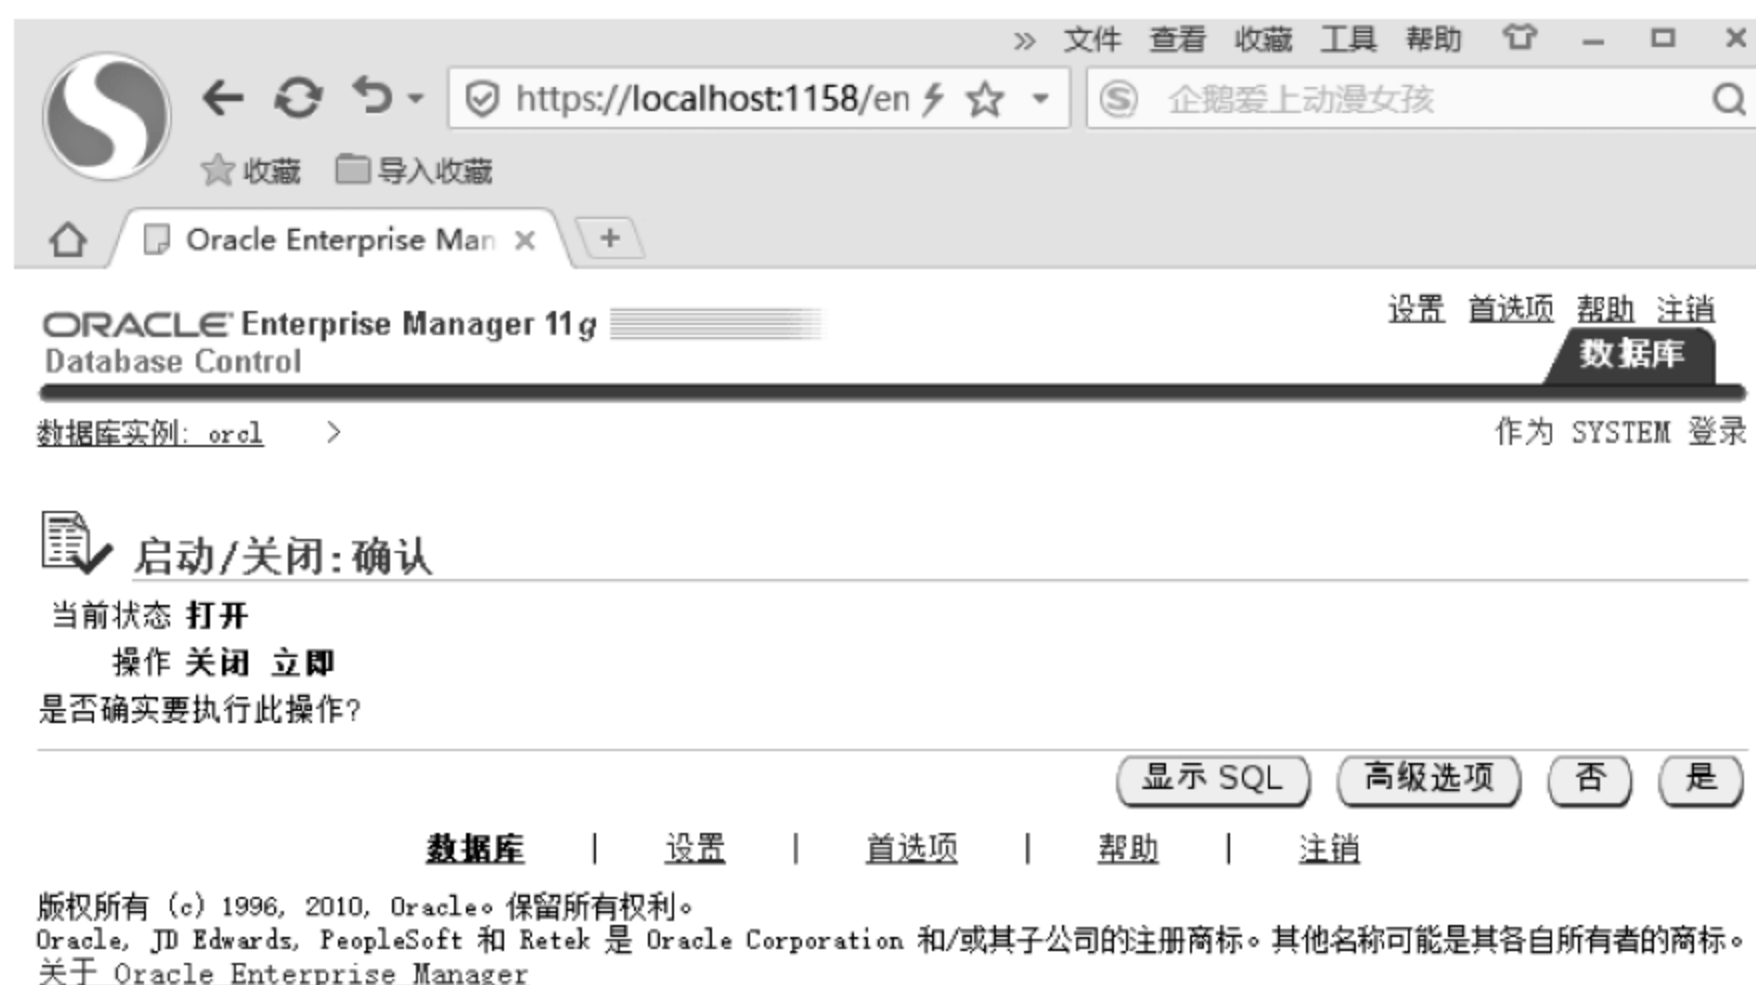 » 文件 查看 收藏 工具 帮助
https://localhost:1158/en 企鹅爱上动漫女孩
收藏 导入收藏
Oracle Enterprise Man
设置 首选项 帮助 注销
ORACLE Enterprise Manager 11g
Database Control
数据库
数据库实例: orcl >
作为 SYSTEM 登录
启动/关闭:确认
当前状态 打开
操作 关闭 立即
是否确实要执行此操作?
显示 SQL 高级选项 否 是
数据库 | 设置 | 首选项 | 帮助 | 注销
版权所有 (c) 1996, 2010, Oracle。保留所有权利。
Oracle, JD Edwards, PeopleSoft 和 Retek 是 Oracle Corporation 和/或其子公司的注册商标。其他名称可能是其各自所有者的商标。
关于 Oracle Enterprise Manager